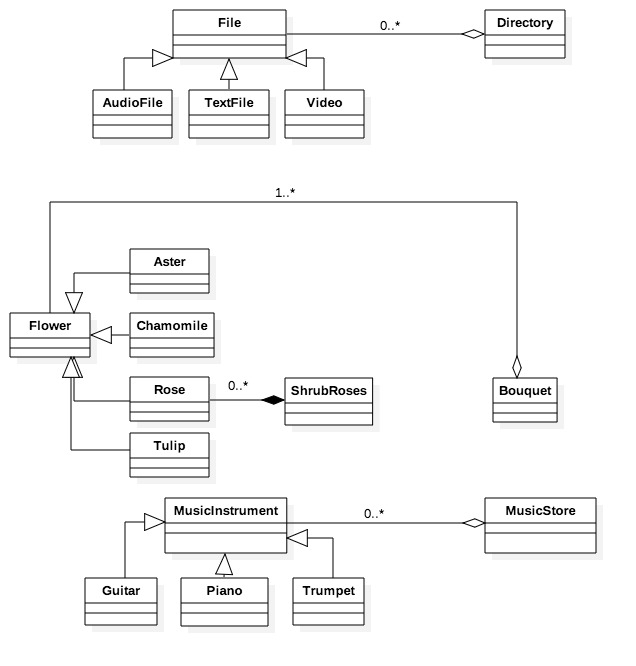 File
0..*
Directory
AudioFile
TextFile
Video
1..*
Aster
Flower
Chamomile
Rose
0..*
ShrubRoses
Bouquet
Tulip
MusicInstrument
0..*
MusicStore
Guitar
Piano
Trumpet